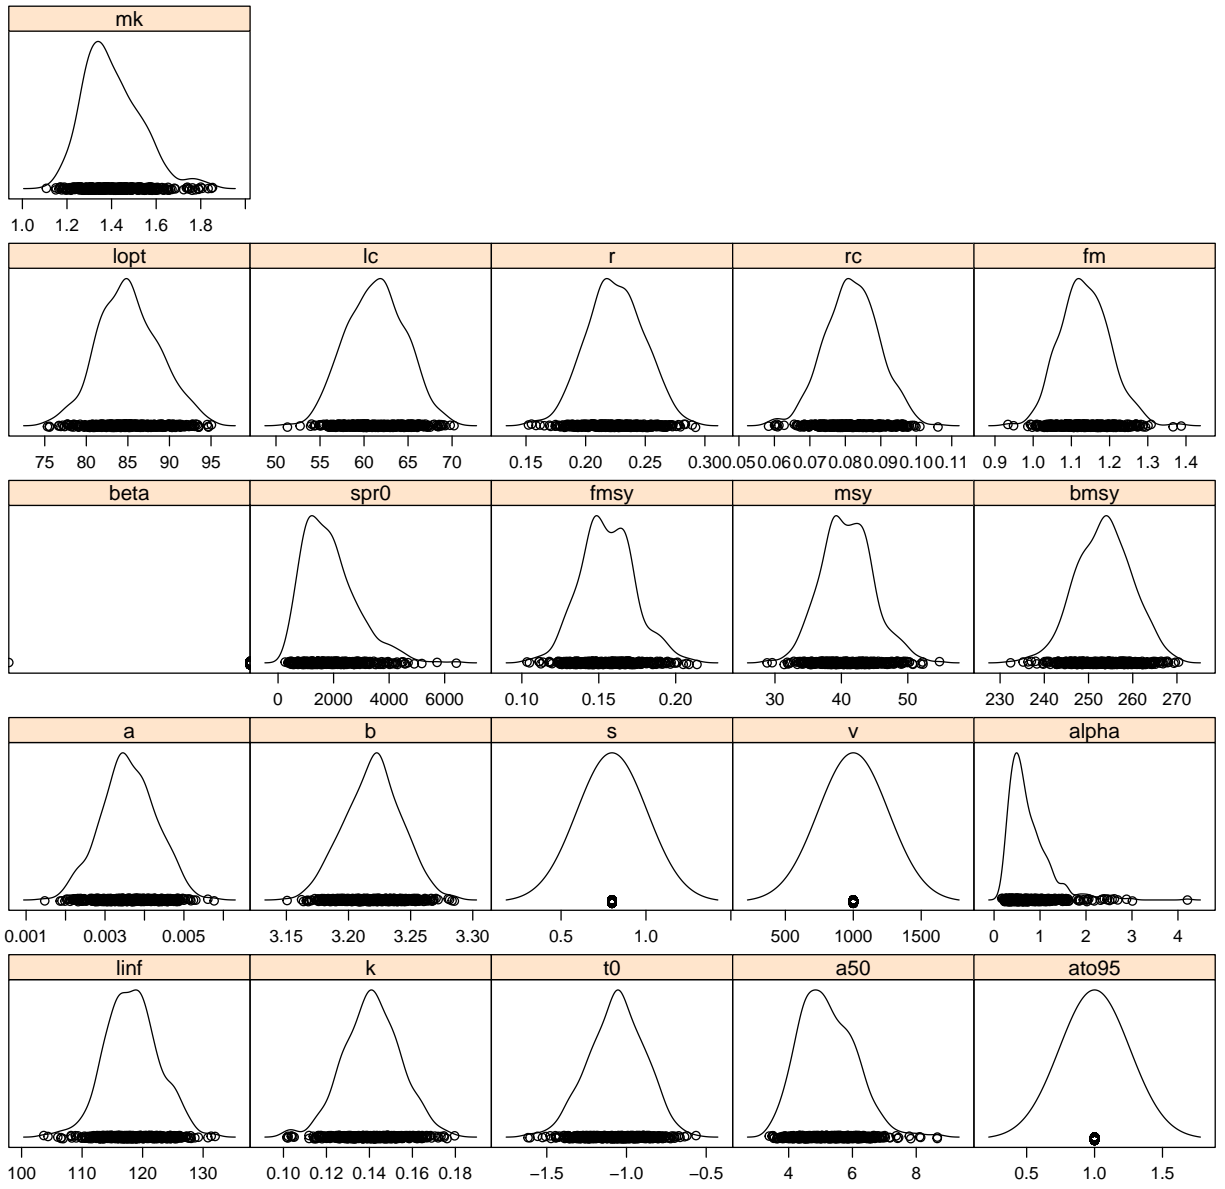 mk
1.0 1.2 1.4 1.6 1.8
lopt lc r rc fm
75 80 85 90 95 50 55 60 65 70 0.15 0.20 0.25 0.30 0.05 0.06 0.07 0.08 0.09 0.10 0.11 0.9 1.0 1.1 1.2 1.3 1.4
beta spr0 fmsy msy bmsy
0 2000 4000 6000 0.10 0.15 0.20 30 40 50 230 240 250 260 270
a b s v alpha
0.001 0.003 0.005 3.15 3.20 3.25 3.30 0.5 1.0 500 1000 1500 0 1 2 3 4
linf k t0 a50 ato95
100 110 120 130 0.10 0.12 0.14 0.16 0.18 −1.5 −1.0 −0.5 4 6 8 0.5 1.0 1.5